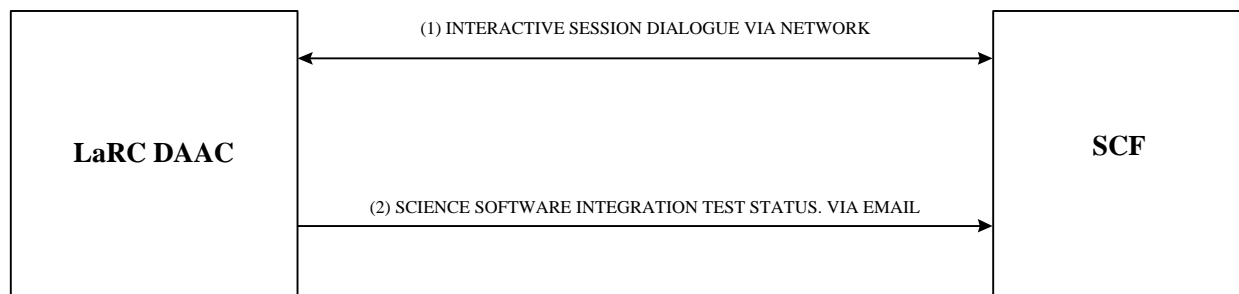 (1) INTERACTIVE SESSION DIALOGUE VIA NETWORK
LaRC DAAC
SCF
(2) SCIENCE SOFTWARE INTEGRATION TEST STATUS. VIA EMAIL